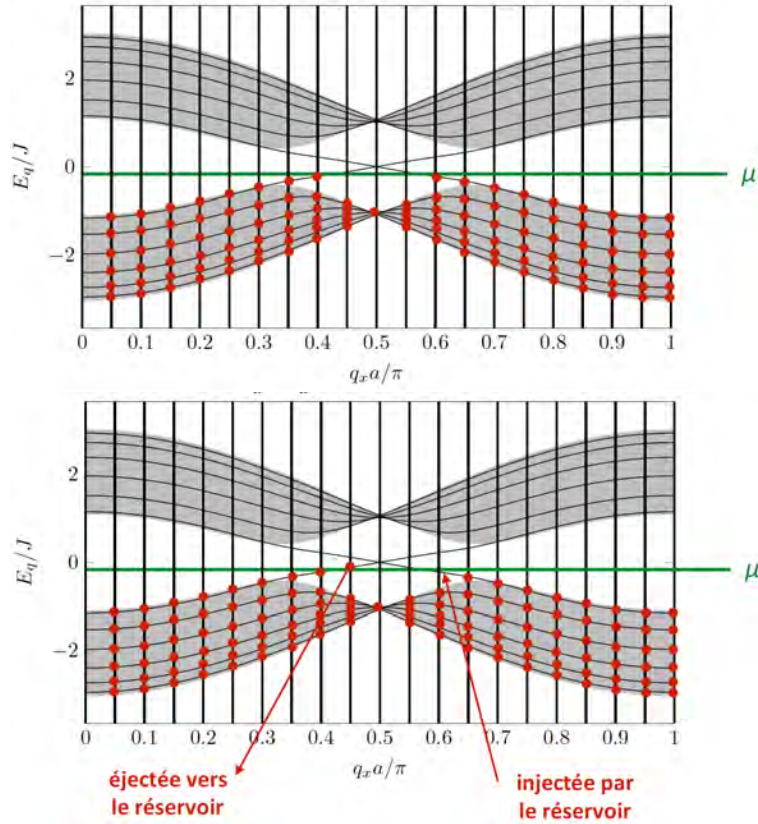 2
0
−2
E_q/J
μ
0 0.1 0.2 0.3 0.4 0.5 0.6 0.7 0.8 0.9 1
q_x a/π
2
0
−2
E_q/J
μ
0 0.1 0.2 0.3 0.4 0.5 0.6 0.7 0.8 0.9 1
q_x a/π
éjectée vers
le réservoir
injectée par
le réservoir